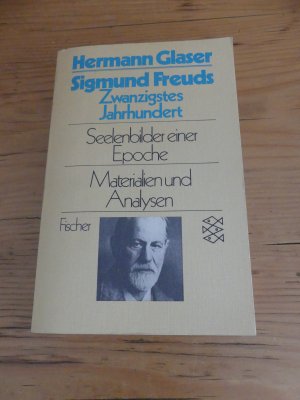 Hermann Glaser
Sigmund Freuds
Zwanzigstes
Jahrhundert
Seelenbilder einer
Epoche
Materialien und
Analysen
Fischer